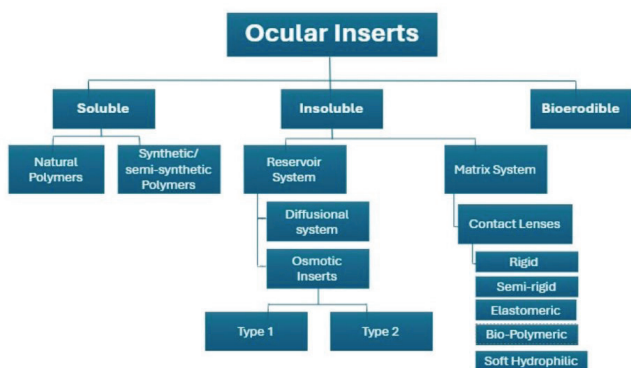 Ocular Inserts
Soluble
Insoluble
Bioerodible
Natural
Polymers
Synthetic/
semi-synthetic
Polymers
Reservoir
System
Matrix System
Diffusional
system
Contact Lenses
Osmotic
Inserts
Rigid
Semi-rigid
Elastomeric
Bio-Polymeric
Soft Hydrophilic
Type 1
Type 2